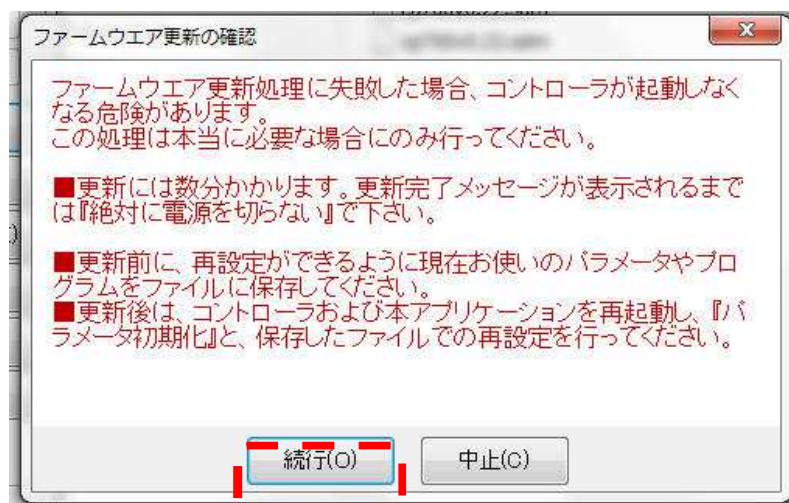 ファームウエア更新の確認
ファームウエア更新処理に失敗した場合、コントローラが起動しなく
なる危険があります。
この処理は本当に必要な場合にのみ行ってください。
■更新には数分かかります。更新完了メッセージが表示されるまで
は『絶対に電源を切らない』で下さい。
■更新前に、再設定ができるように現在お使いのパラメータやプロ
グラムをファイルに保存してください。
■更新後は、コントローラおよび本アプリケーションを再起動し、『パ
ラメータ初期化』と、保存したファイルでの再設定を行ってください。
続行(O)
中止(C)